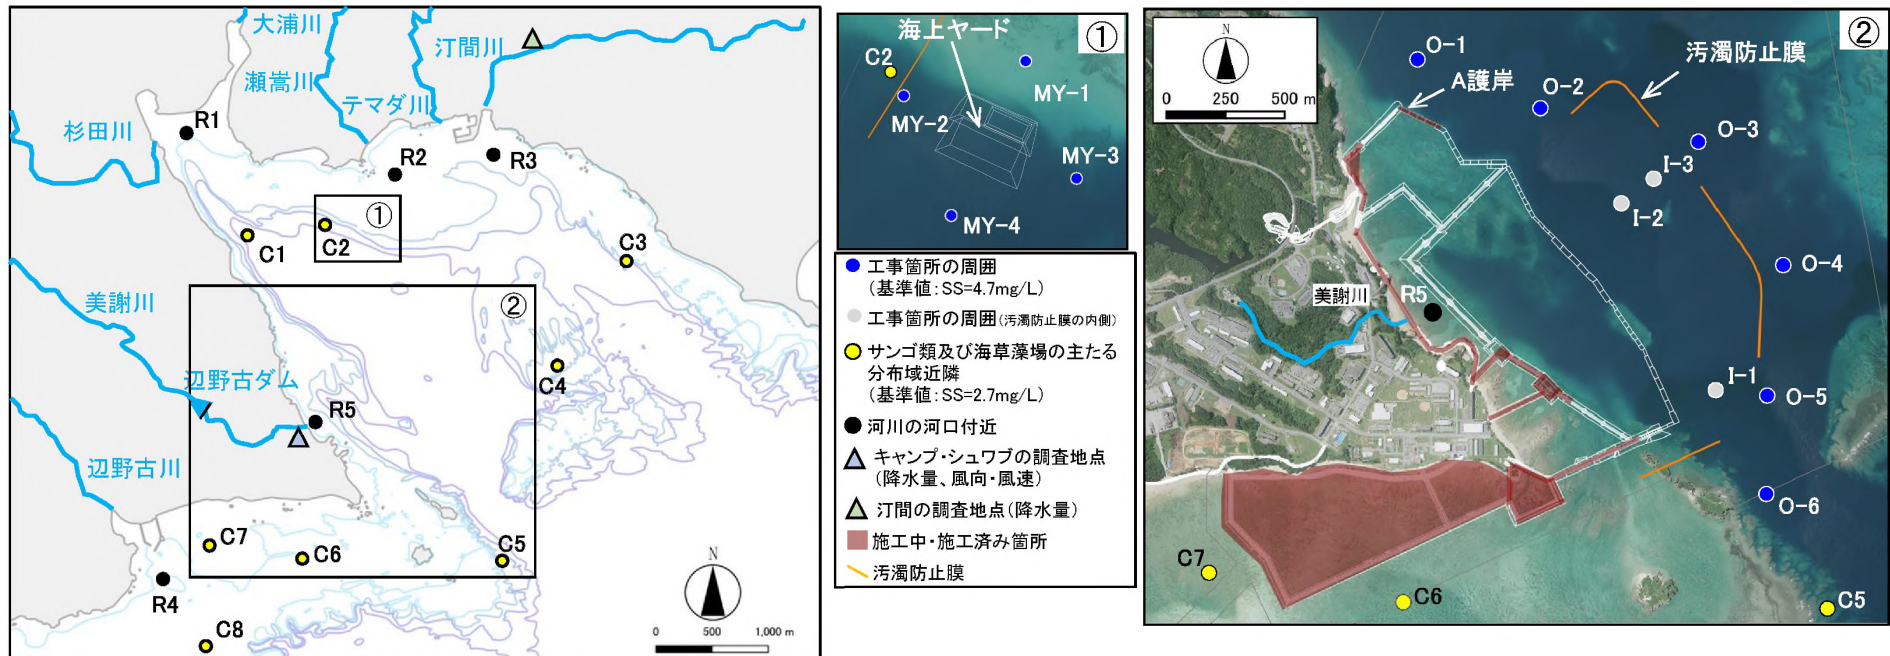 大浦川
瀬嵩川
テマダ川
汀間川
杉田川
R1
R2
R3
①
C1
C2
C3
美謝川
②
辺野古ダム
R5
C4
辺野古川
C7
C6
C5
R4
C8
N
0 500 1,000 m
①
海上ヤード
C2
MY-1
MY-2
MY-3
MY-4
工事箇所の周囲
(基準値:SS=4.7mg/L)
工事箇所の周囲(汚濁防止膜の内側)
サンゴ類及び海草藻場の主たる
分布域近隣
(基準値:SS=2.7mg/L)
河川の河口付近
キャンプ・シュワブの調査地点
(降水量、風向・風速)
汀間の調査地点(降水量)
施工中・施工済み箇所
汚濁防止膜
②
N
0 250 500 m
O-1
A護岸
O-2
汚濁防止膜
O-3
I-3
I-2
O-4
美謝川
R5
I-1
O-5
O-6
C7
C6
C5